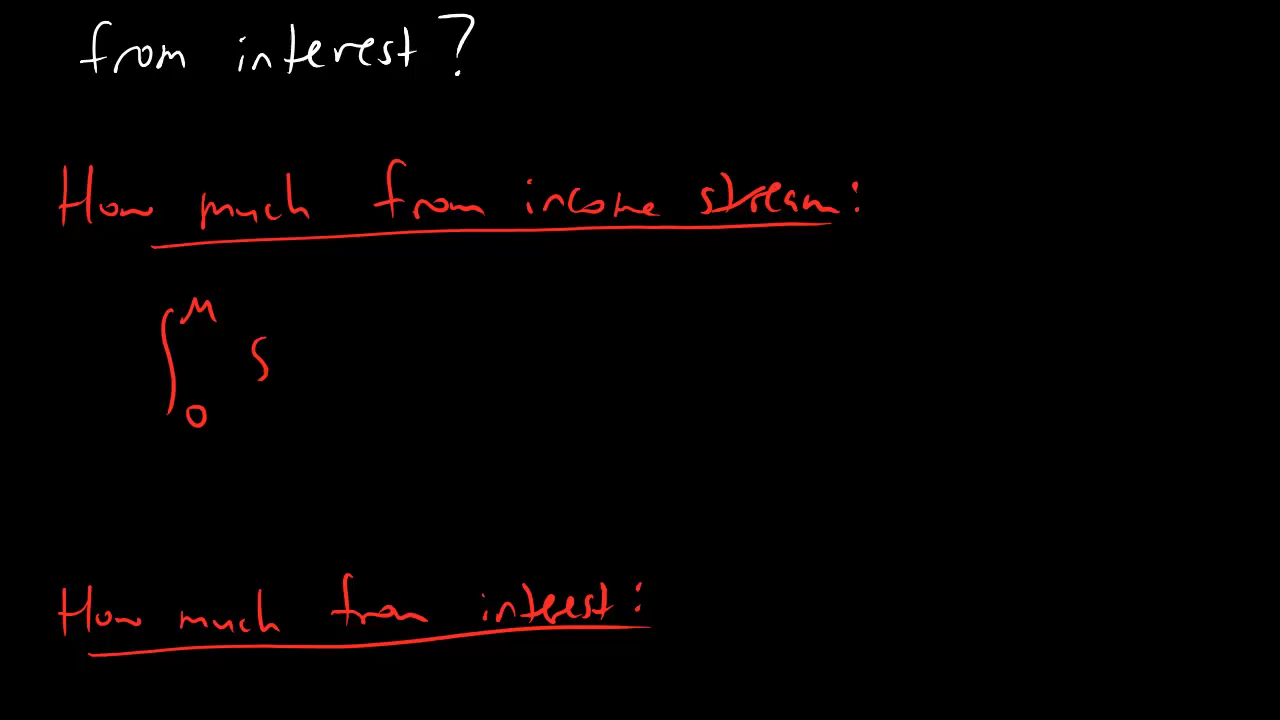 from interest?
How much from income stream:
∫₀ᴹ S
How much from interest: